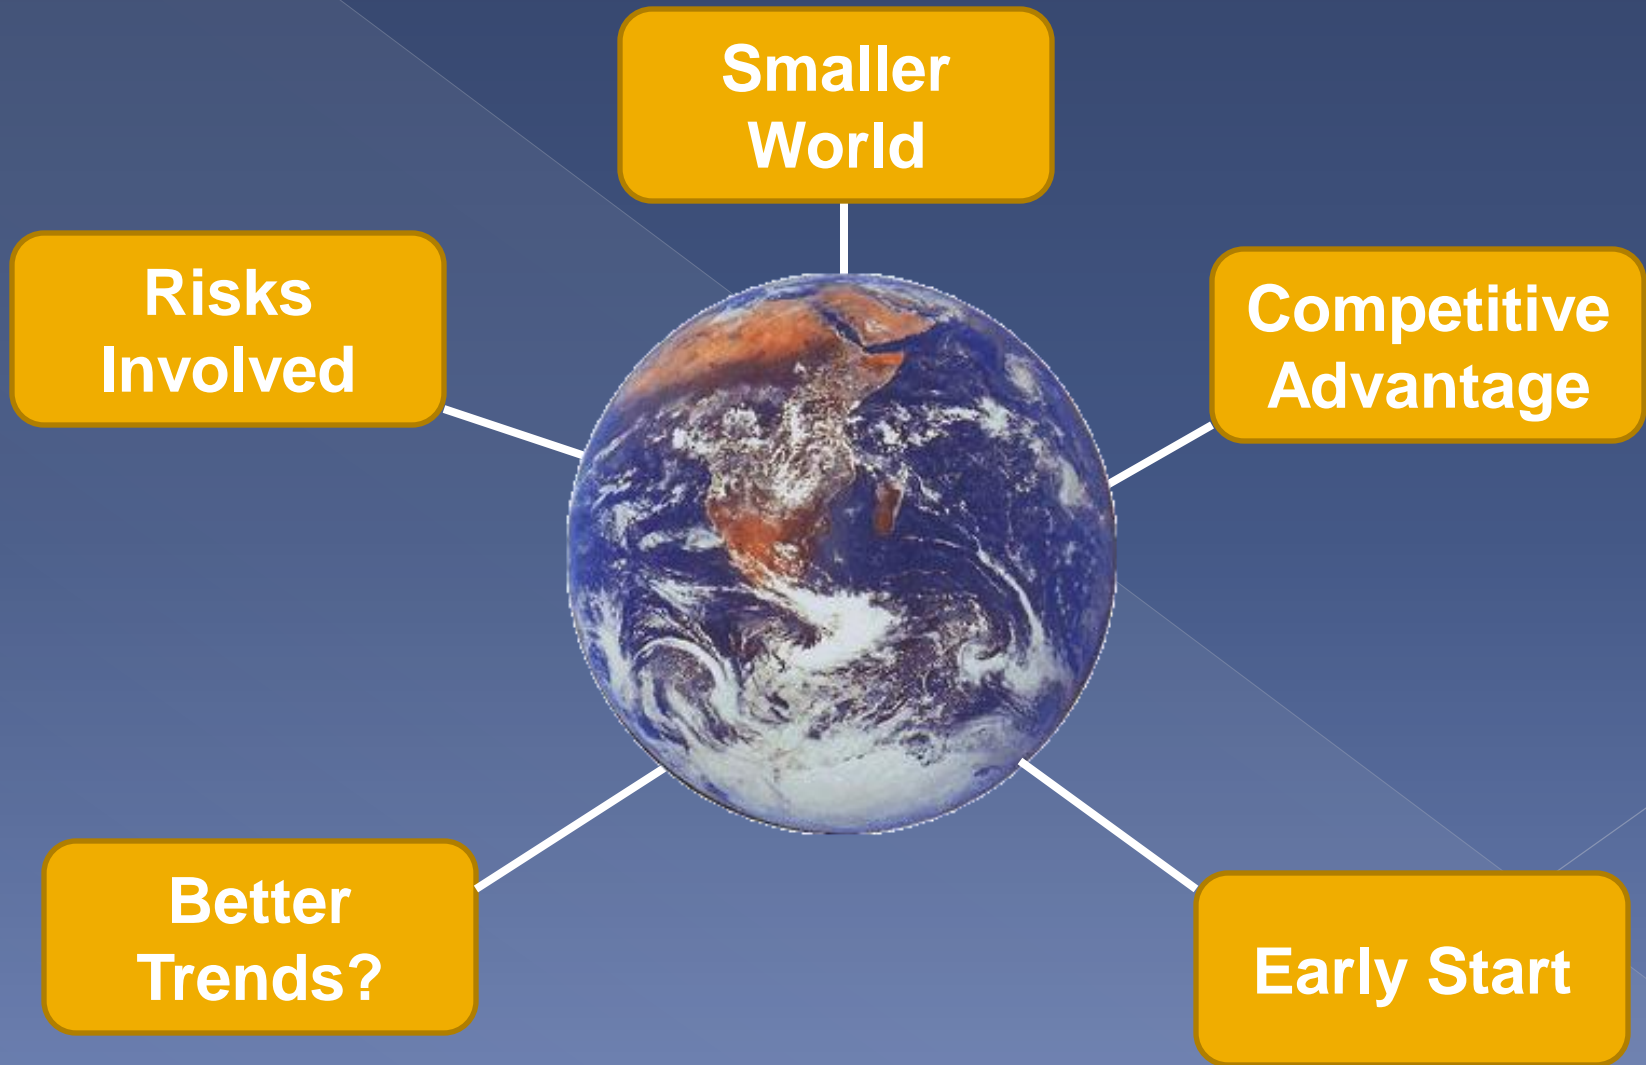 Smaller
World
Risks
Involved
Competitive
Advantage
Better
Trends?
Early Start